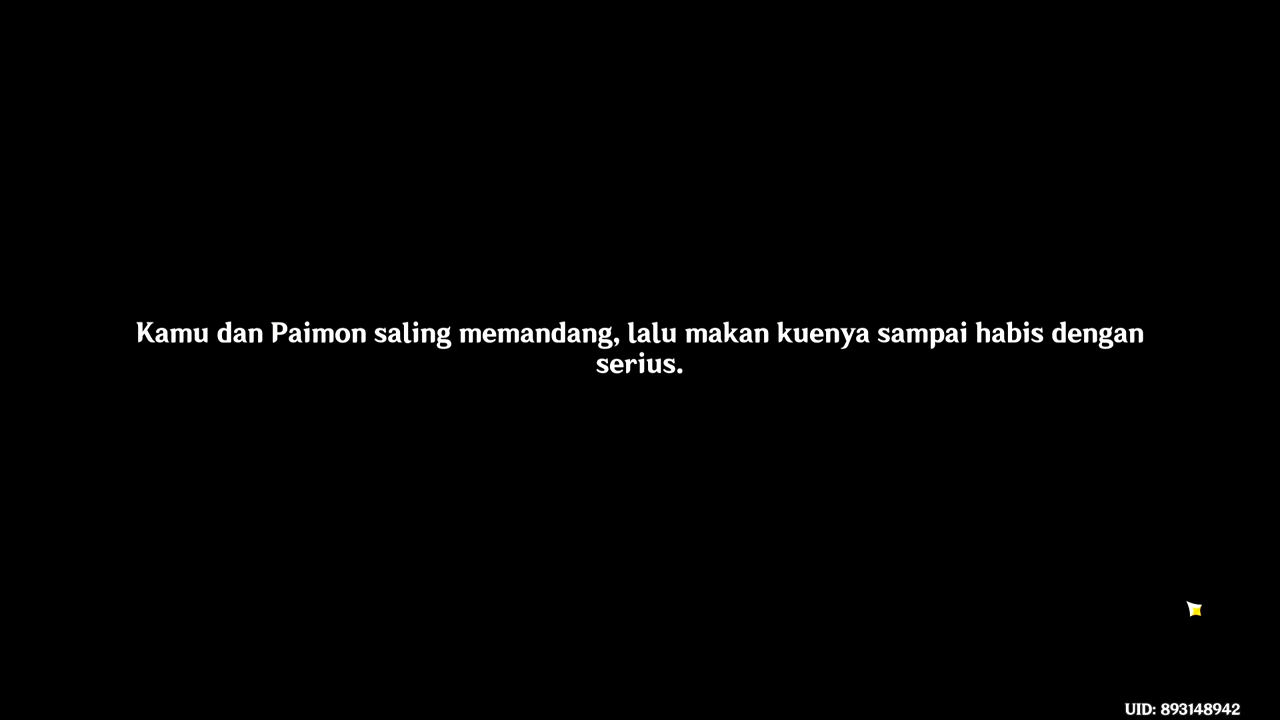 Kamu dan Paimon saling memandang, lalu makan kuenya sampai habis dengan
serius.
UID: 893148942